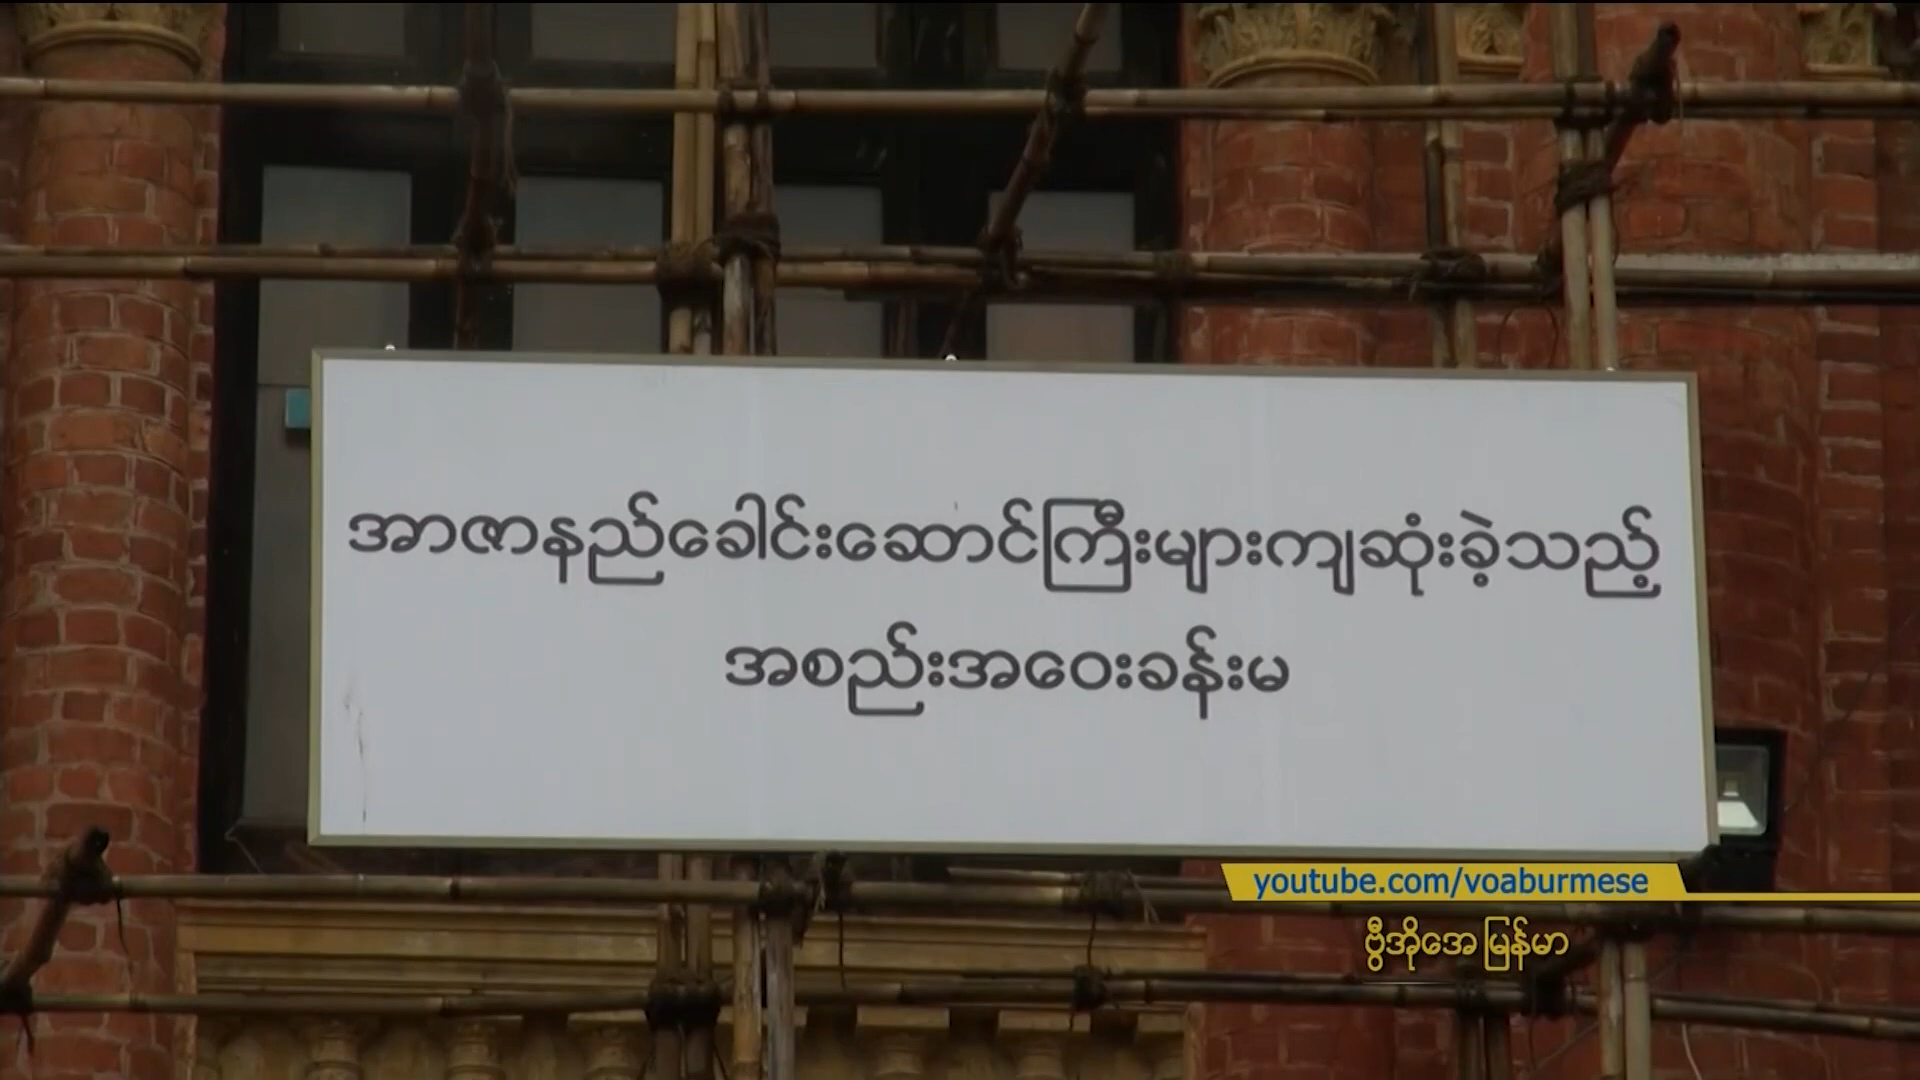 အာဇာနည်ခေါင်းဆောင်ကြီးများကျဆုံးခဲ့သည့်
အစည်းအဝေးခန်းမ
youtube.com/voaburmese
ဗွီအိုအေ မြန်မာ